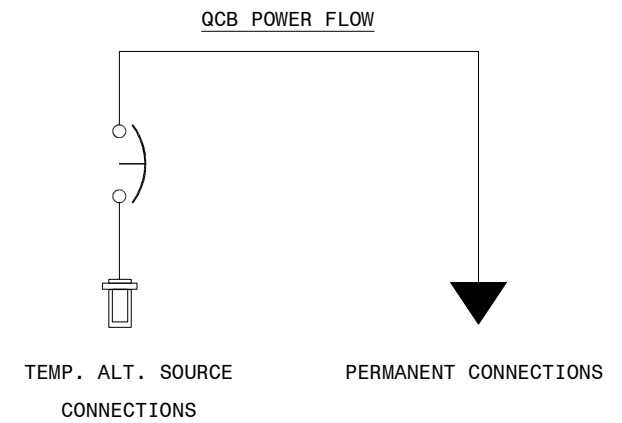 QCB POWER FLOW
TEMP. ALT. SOURCE
CONNECTIONS
PERMANENT CONNECTIONS